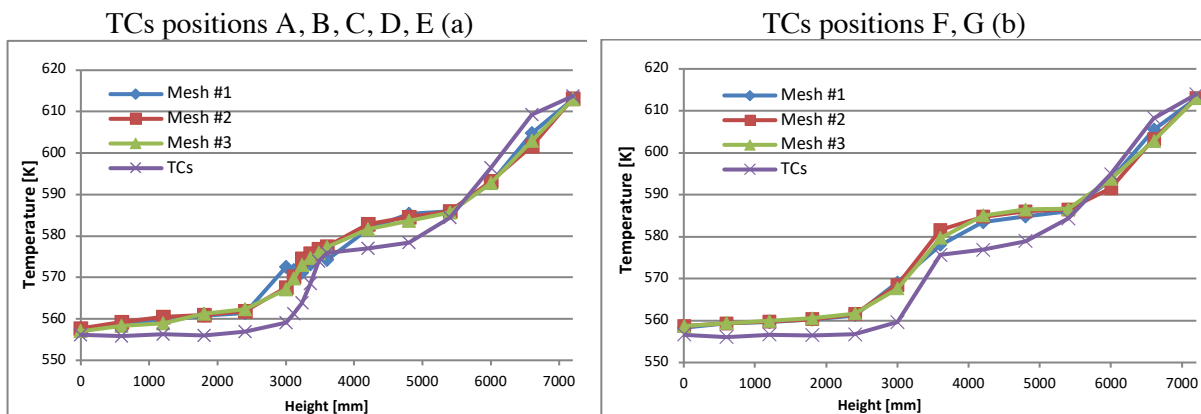 TCs positions A, B, C, D, E (a)
620
610
600
590
580
570
560
550
Temperature [K]
Mesh #1
Mesh #2
Mesh #3
TCs
0 1000 2000 3000 4000 5000 6000 7000
Height [mm]
TCs positions F, G (b)
620
610
600
590
580
570
560
550
Temperature [K]
Mesh #1
Mesh #2
Mesh #3
TCs
0 1000 2000 3000 4000 5000 6000 7000
Height [mm]